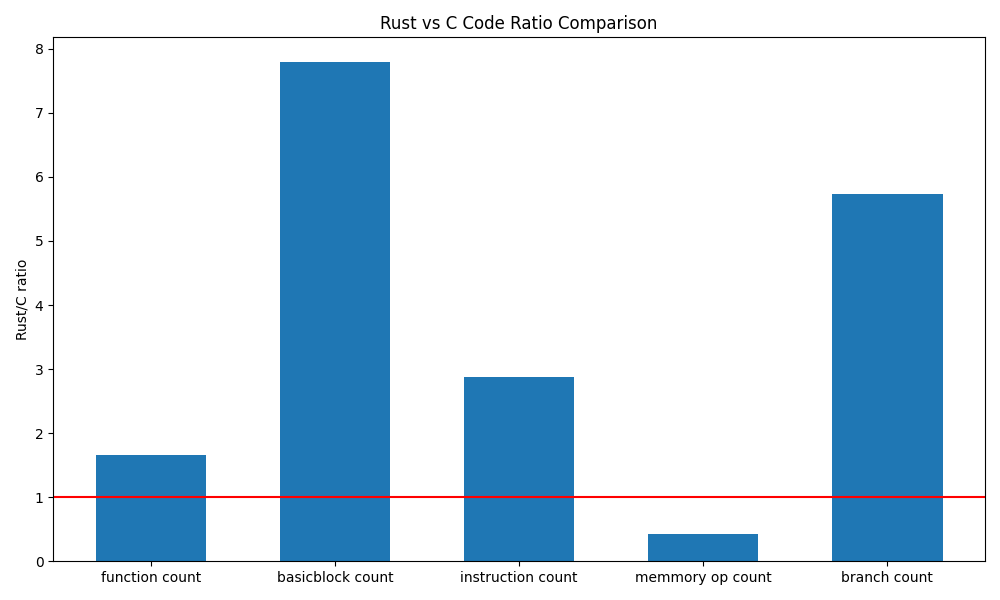 Rust vs C Code Ratio Comparison
Rust/C ratio
8
7
6
5
4
3
2
1
0
function count
basicblock count
instruction count
memmory op count
branch count